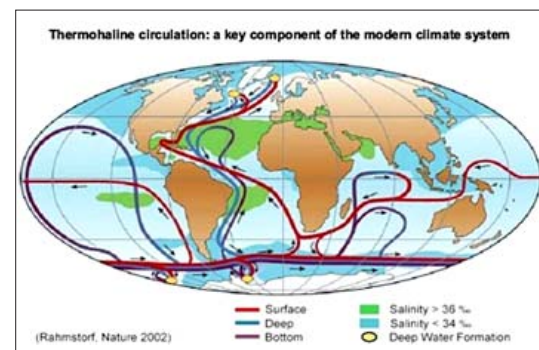 Thermohaline circulation: a key component of the modern climate system
Surface
Deep
Bottom
Salinity > 36 ‰
Salinity < 34 ‰
Deep Water Formation
(Rahmstorf, Nature 2002)